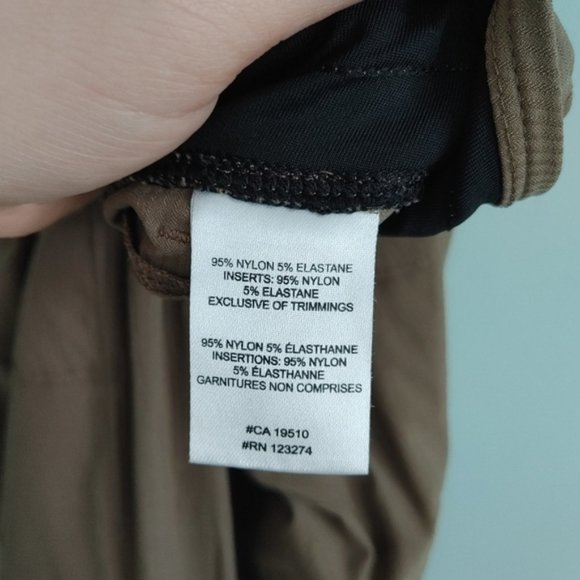 95% NYLON 5% ELASTANE
INSERTS: 95% NYLON
5% ELASTANE
EXCLUSIVE OF TRIMMINGS
95% NYLON 5% ÉLASTHANNE
INSERTIONS: 95% NYLON
5% ÉLASTHANNE
GARNITURES NON COMPRISES
#CA 19510
#RN 123274